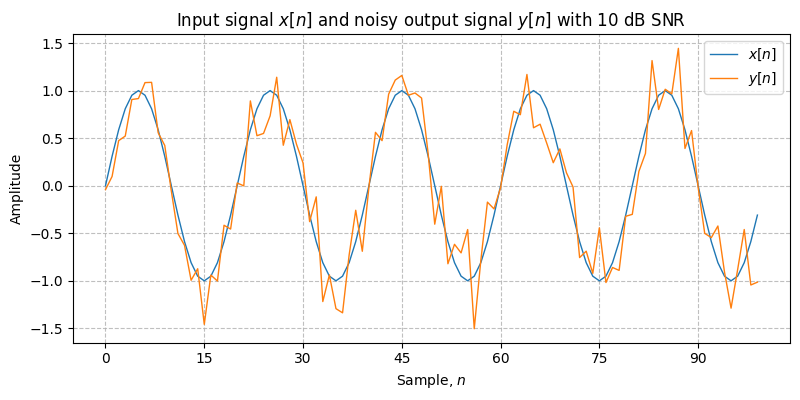 Input signal x[n] and noisy output signal y[n] with 10 dB SNR
1.5
1.0
0.5
0.0
−0.5
−1.0
−1.5
Amplitude
x[n]
y[n]
0 15 30 45 60 75 90
Sample, n